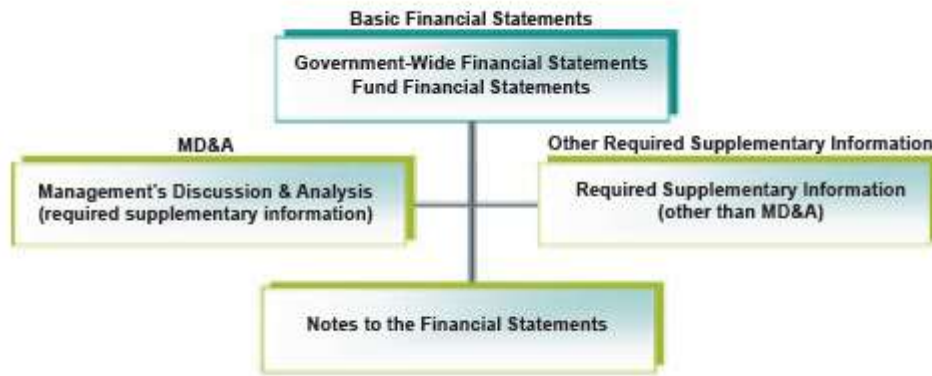 Basic Financial Statements
Government-Wide Financial Statements
Fund Financial Statements
MD&A
Management's Discussion & Analysis
(required supplementary information)
Other Required Supplementary Information
Required Supplementary Information
(other than MD&A)
Notes to the Financial Statements